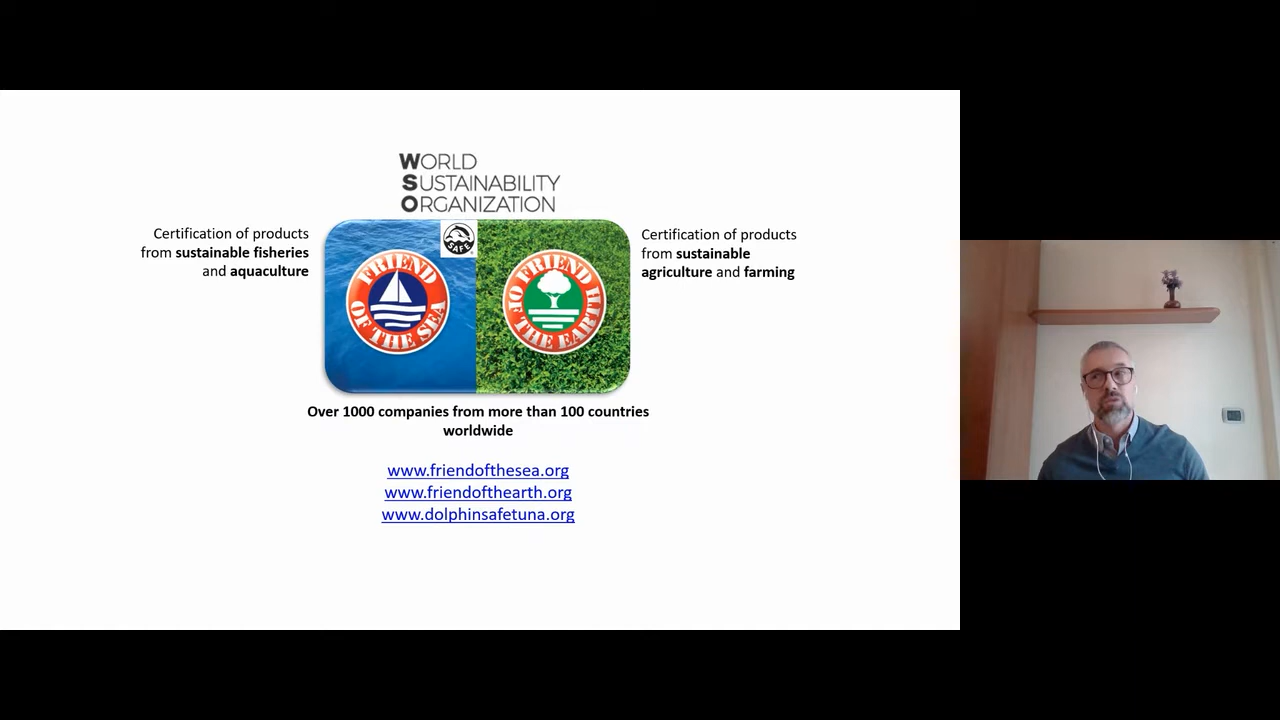 WORLD
SUSTAINABILITY
ORGANIZATION
Certification of products
from sustainable fisheries
and aquaculture
SAFE
FRIEND
OF THE SEA
FRIEND
OF THE EARTH
Certification of products
from sustainable
agriculture and farming
Over 1000 companies from more than 100 countries
worldwide
www.friendofthesea.org
www.friendofthearth.org
www.dolphinsafetuna.org